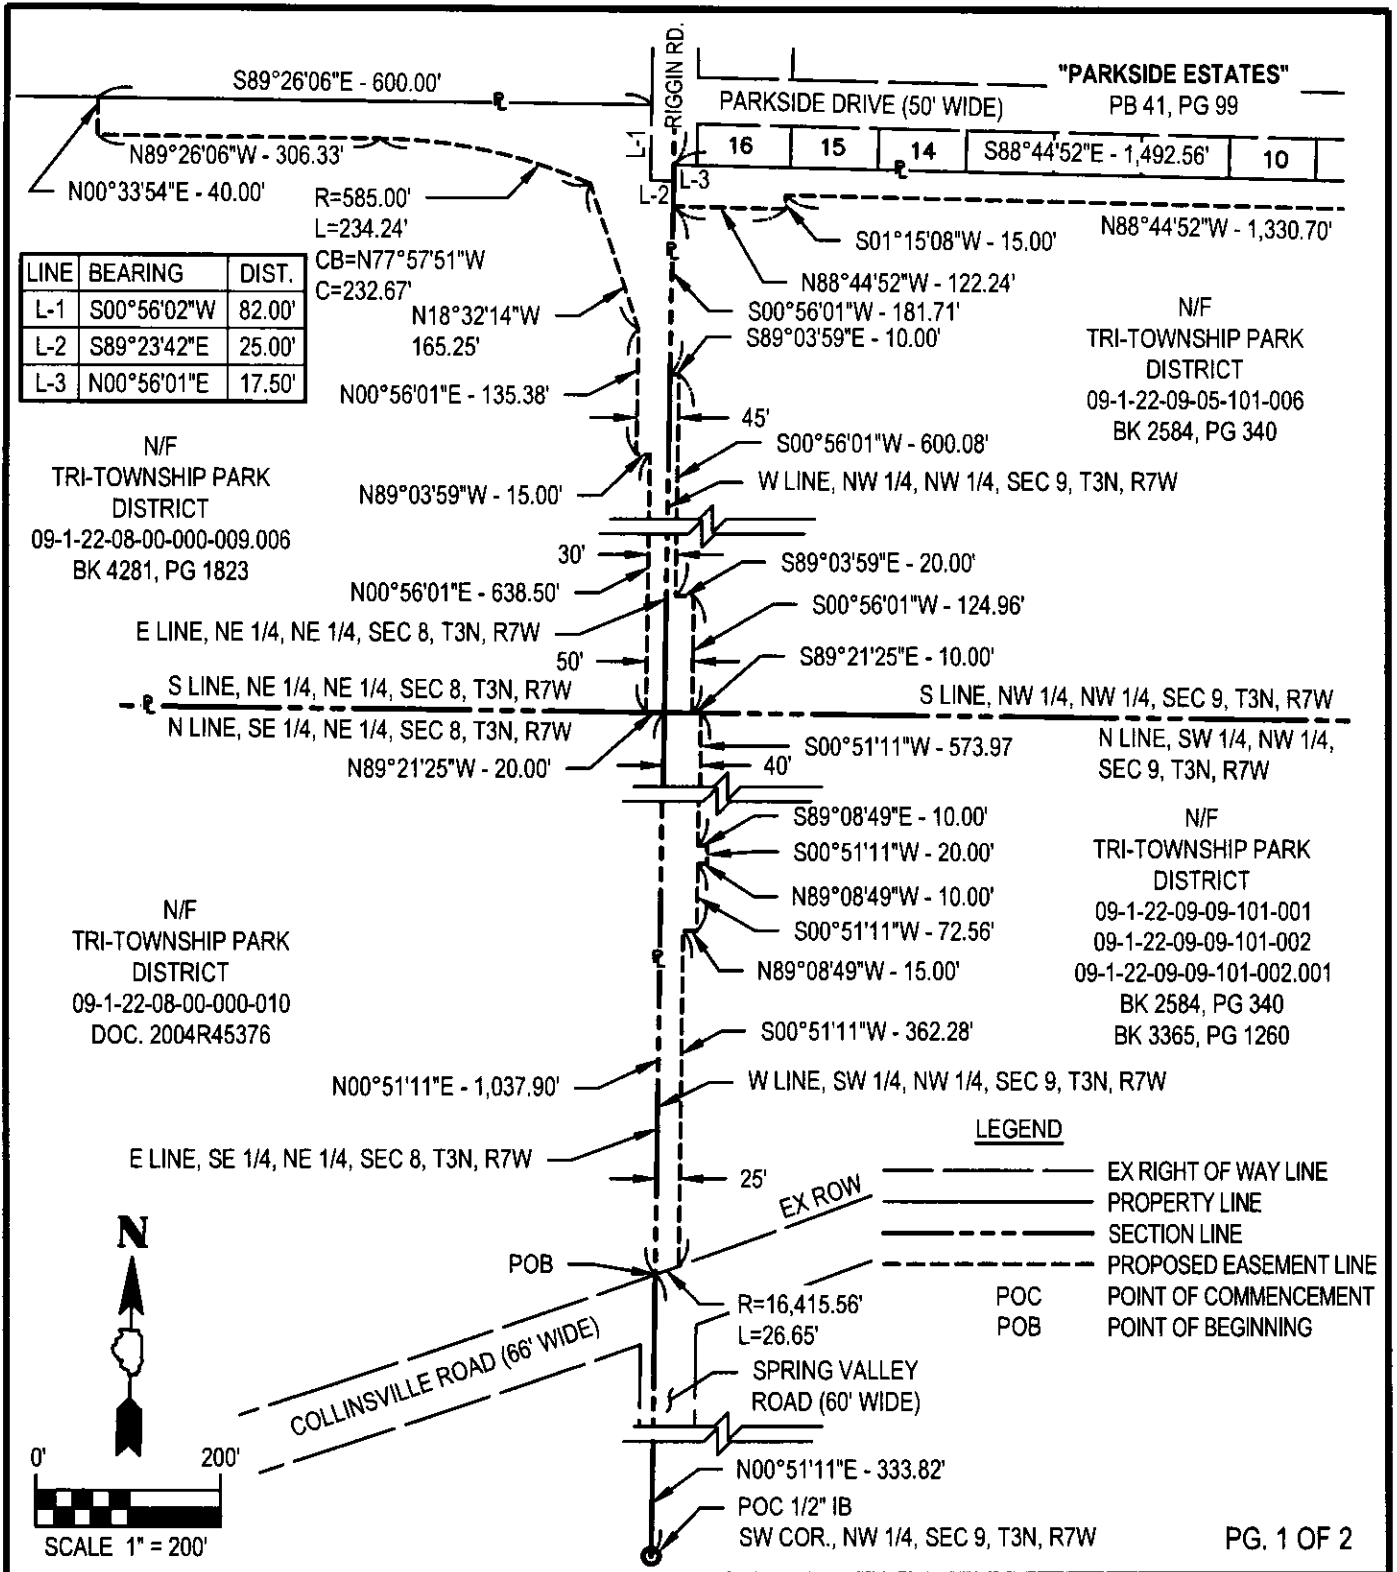 RIGGIN RD.
"PARKSIDE ESTATES"
PB 41, PG 99
S89°26'06"E - 600.00'
PARKSIDE DRIVE (50' WIDE)
L-1
16
15
14
S88°44'52"E - 1,492.56'
10
N89°26'06"W - 306.33'
N00°33'54"E - 40.00'
R=585.00'
L=234.24'
CB=N77°57'51"W
C=232.67'
L-2
L-3
S01°15'08"W - 15.00'
N88°44'52"W - 1,330.70'
N88°44'52"W - 122.24'
LINE BEARING DIST.
L-1 S00°56'02"W 82.00'
L-2 S89°23'42"E 25.00'
L-3 N00°56'01"E 17.50'
N18°32'14"W
165.25'
S00°56'01"W - 181.71'
S89°03'59"E - 10.00'
N/F
TRI-TOWNSHIP PARK
DISTRICT
09-1-22-09-05-101-006
BK 2584, PG 340
N00°56'01"E - 135.38'
45'
S00°56'01"W - 600.08'
W LINE, NW 1/4, NW 1/4, SEC 9, T3N, R7W
N/F
TRI-TOWNSHIP PARK
DISTRICT
09-1-22-08-00-000-009.006
BK 4281, PG 1823
N89°03'59"W - 15.00'
30'
S89°03'59"E - 20.00'
N00°56'01"E - 638.50'
S00°56'01"W - 124.96'
E LINE, NE 1/4, NE 1/4, SEC 8, T3N, R7W
50'
S89°21'25"E - 10.00'
S LINE, NE 1/4, NE 1/4, SEC 8, T3N, R7W
S LINE, NW 1/4, NW 1/4, SEC 9, T3N, R7W
N LINE, SE 1/4, NE 1/4, SEC 8, T3N, R7W
N LINE, SW 1/4, NW 1/4,
SEC 9, T3N, R7W
S00°51'11"W - 573.97
N89°21'25"W - 20.00'
40'
S89°08'49"E - 10.00'
S00°51'11"W - 20.00'
N89°08'49"W - 10.00'
S00°51'11"W - 72.56'
N89°08'49"W - 15.00'
N/F
TRI-TOWNSHIP PARK
DISTRICT
09-1-22-09-09-101-001
09-1-22-09-09-101-002
09-1-22-09-09-101-002.001
BK 2584, PG 340
BK 3365, PG 1260
N/F
TRI-TOWNSHIP PARK
DISTRICT
09-1-22-08-00-000-010
DOC. 2004R45376
S00°51'11"W - 362.28'
N00°51'11"E - 1,037.90'
W LINE, SW 1/4, NW 1/4, SEC 9, T3N, R7W
E LINE, SE 1/4, NE 1/4, SEC 8, T3N, R7W
25'
LEGEND
EX RIGHT OF WAY LINE
PROPERTY LINE
SECTION LINE
PROPOSED EASEMENT LINE
POC POINT OF COMMENCEMENT
POB POINT OF BEGINNING
EX ROW
N
POB
R=16,415.56'
L=26.65'
COLLINSVILLE ROAD (66' WIDE)
SPRING VALLEY
ROAD (60' WIDE)
0' 200'
SCALE 1" = 200'
N00°51'11"E - 333.82'
POC 1/2" IB
SW COR., NW 1/4, SEC 9, T3N, R7W
PG. 1 OF 2